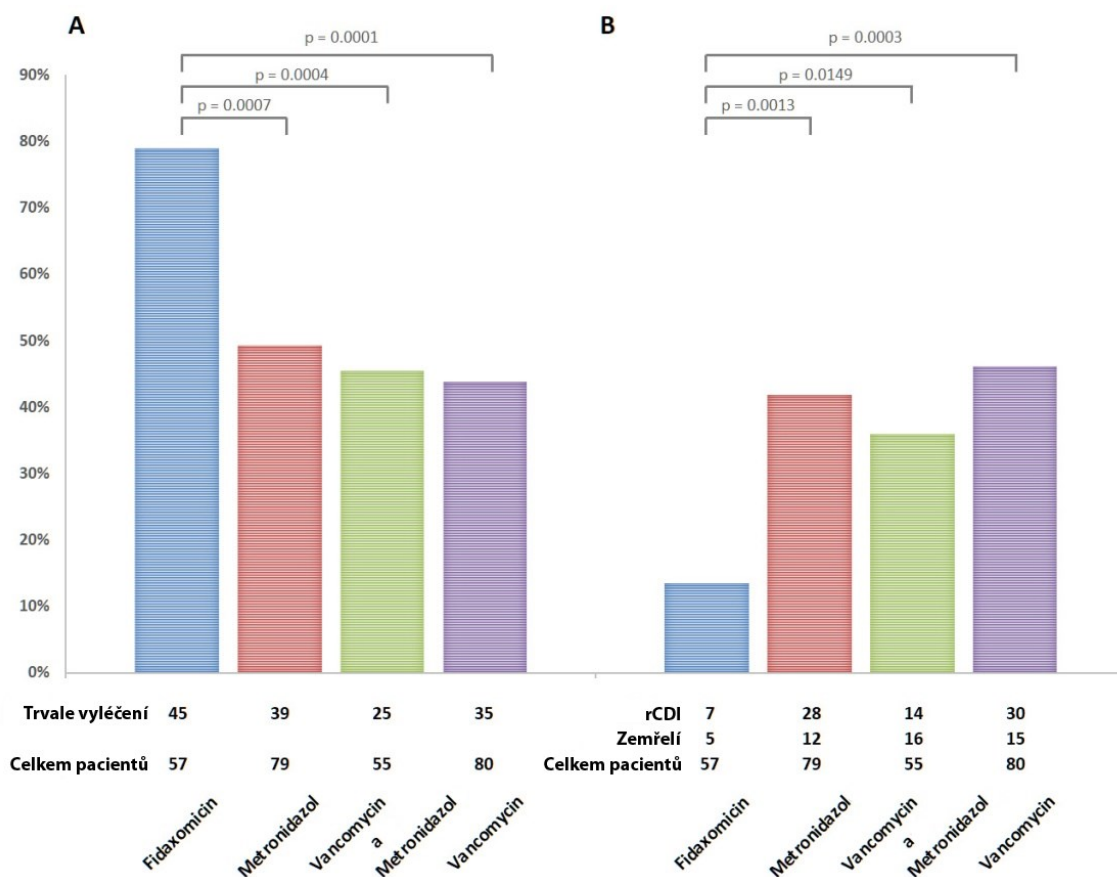 A
B
p = 0.0001
p = 0.0003
p = 0.0004
p = 0.0149
p = 0.0007
p = 0.0013
90%
80%
70%
60%
50%
40%
30%
20%
10%
0%
Trvale vyléčení 45 39 25 35
Celkem pacientů 57 79 55 80
rCDI 7 28 14 30
Zemřelí 5 12 16 15
Celkem pacientů 57 79 55 80
Fidaxomicin
Metronidazol
Vancomycin
a
Metronidazol
Vancomycin
Fidaxomicin
Metronidazol
Vancomycin
a
Metronidazol
Vancomycin